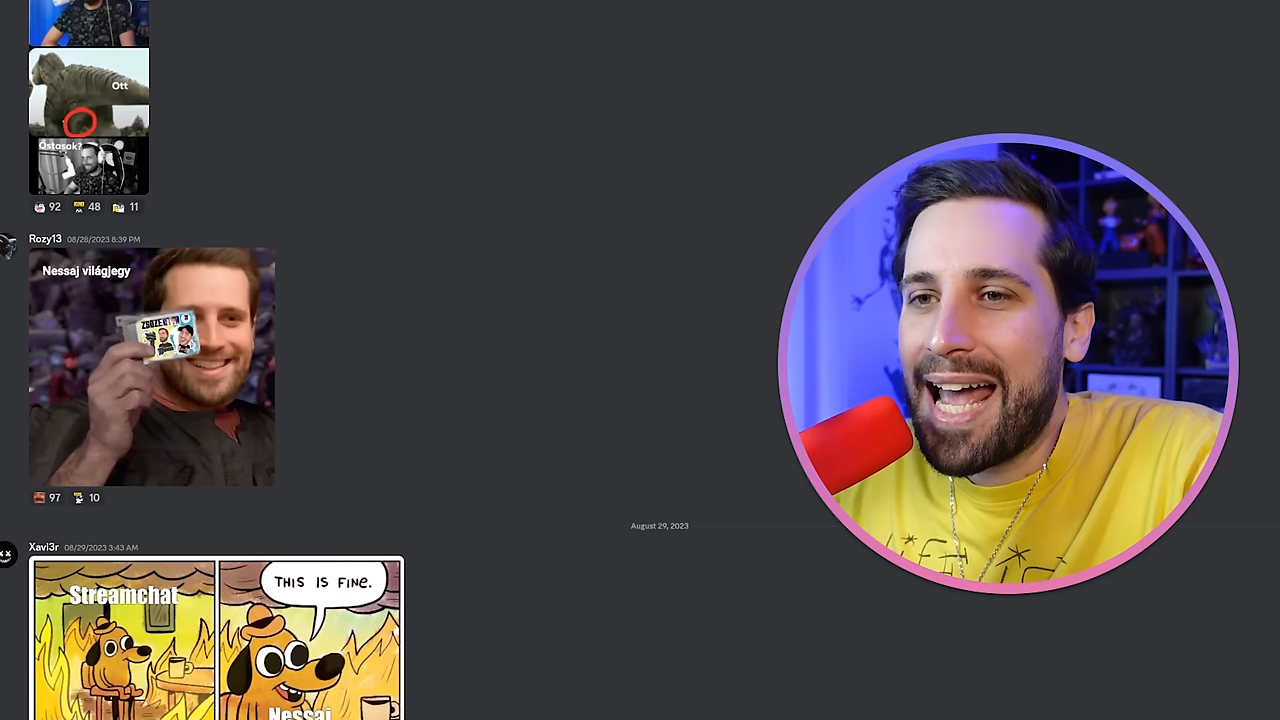 Ott
Őstasak?
92 48 11
Rozy13 08/28/2023 8:39 PM
Nessaj világjegy
97 10
August 29, 2023
Xavi3r 08/29/2023 3:43 AM
Streamchat
THIS IS FINE.
Nessaj